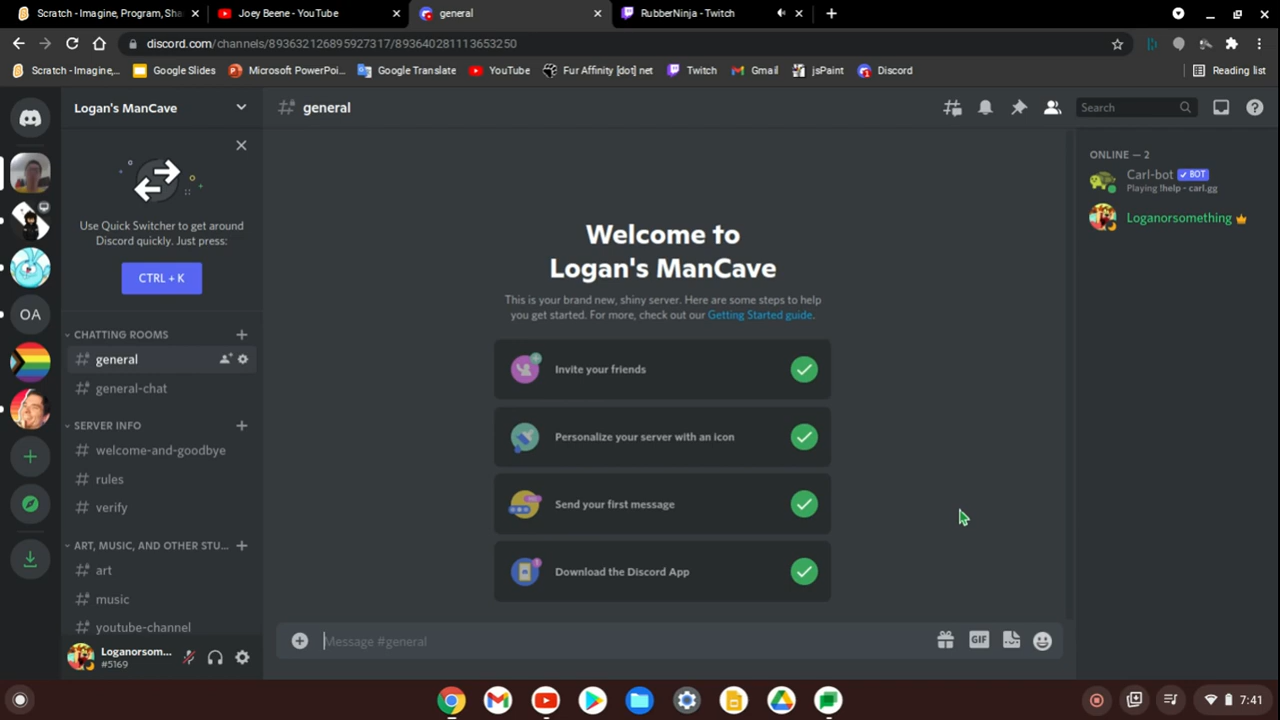 Scratch - Imagine, Program, Sha
Joey Beene - YouTube
general
RubberNinja - Twitch
discord.com/channels/893632126895927317/893640281113653250
Scratch - Imagine,...
Google Slides
Microsoft PowerPoi...
Google Translate
YouTube
Fur Affinity [dot] net
Twitch
Gmail
jsPaint
Discord
Reading list
Logan's ManCave
general
Search
Use Quick Switcher to get around
Discord quickly. Just press:
CTRL + K
CHATTING ROOMS
general
general-chat
SERVER INFO
welcome-and-goodbye
rules
verify
ART, MUSIC, AND OTHER STU...
art
music
youtube-channel
OA
Loganorsom...
#5169
Welcome to
Logan's ManCave
This is your brand new, shiny server. Here are some steps to help
you get started. For more, check out our Getting Started guide.
Invite your friends
Personalize your server with an icon
Send your first message
Download the Discord App
Message #general
GIF
ONLINE — 2
Carl-bot ✓ BOT
Playing !help - carl.gg
Loganorsomething
7:41